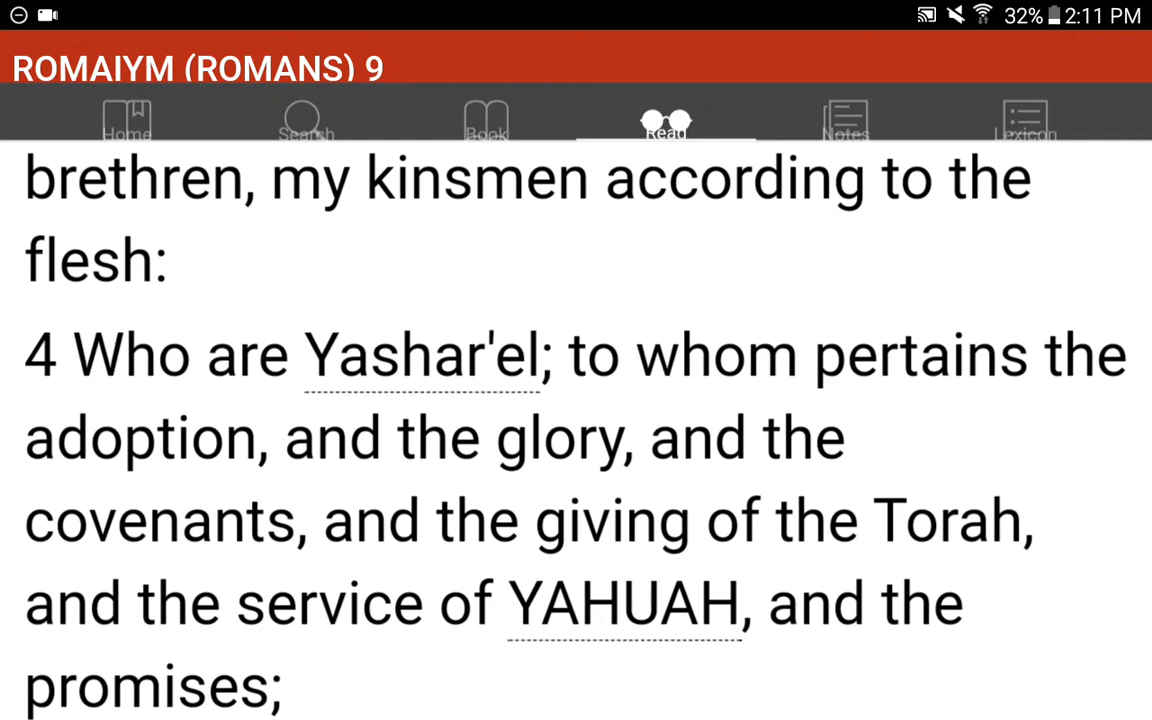 32% 2:11 PM
ROMAIYM (ROMANS) 9
Home Search Book Read Notes Lexicon
brethren, my kinsmen according to the
flesh:
4 Who are Yashar'el; to whom pertains the
adoption, and the glory, and the
covenants, and the giving of the Torah,
and the service of YAHUAH, and the
promises;